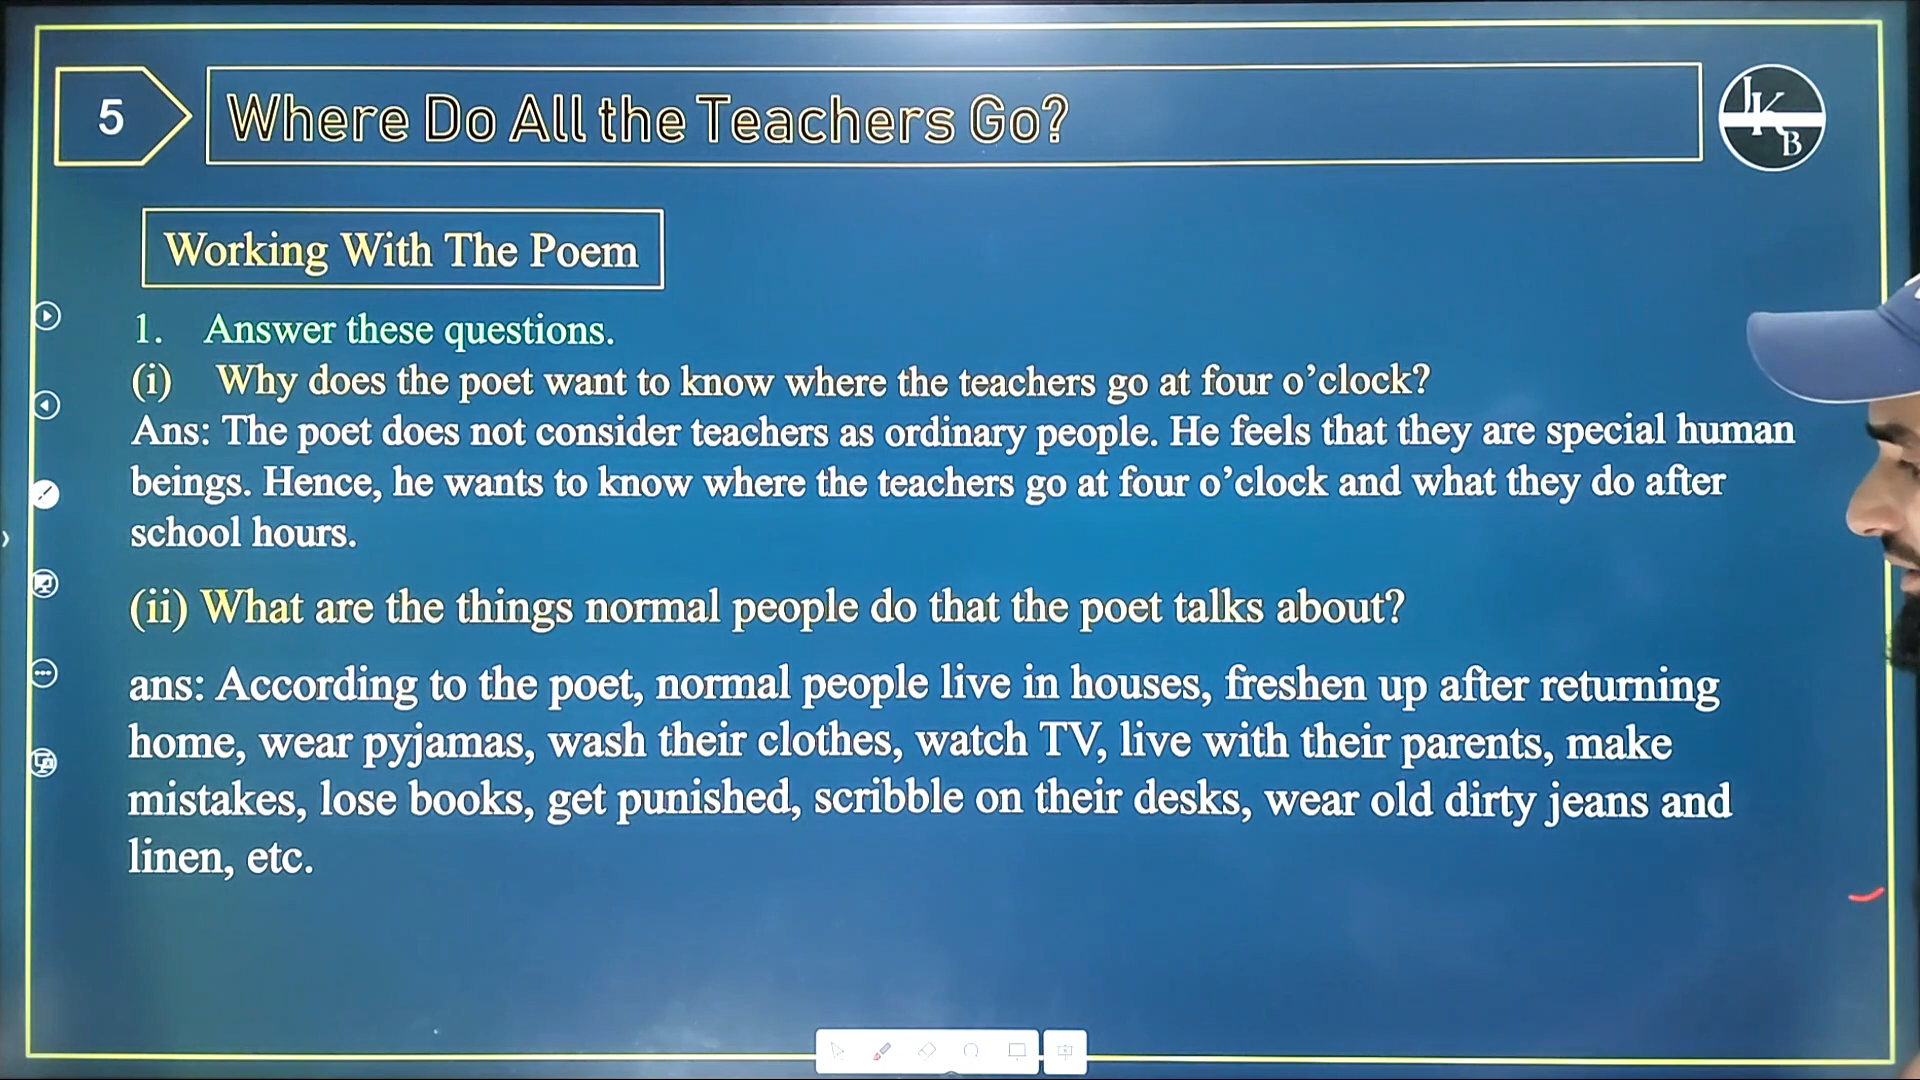 5
Where Do All the Teachers Go?
JK
B
Working With The Poem
1. Answer these questions.
(i) Why does the poet want to know where the teachers go at four o’clock?
Ans: The poet does not consider teachers as ordinary people. He feels that they are special human
beings. Hence, he wants to know where the teachers go at four o’clock and what they do after
school hours.
(ii) What are the things normal people do that the poet talks about?
ans: According to the poet, normal people live in houses, freshen up after returning
home, wear pyjamas, wash their clothes, watch TV, live with their parents, make
mistakes, lose books, get punished, scribble on their desks, wear old dirty jeans and
linen, etc.